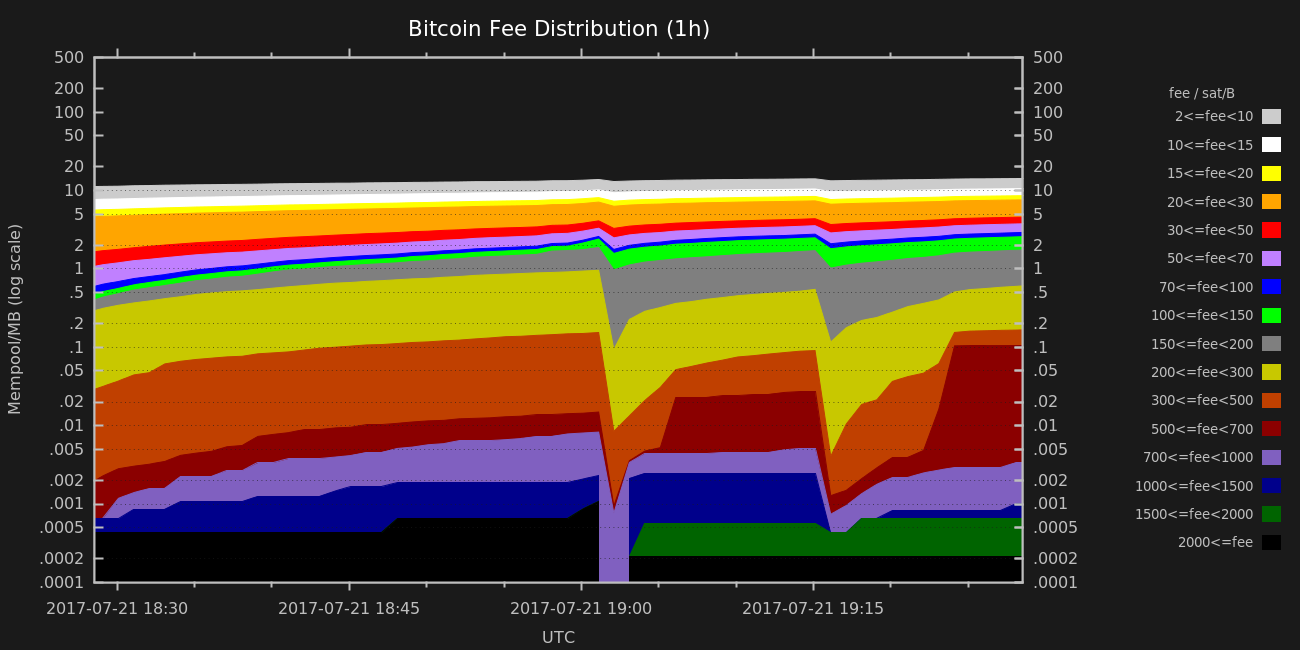 Bitcoin Fee Distribution (1h)
500 500
200 200
100 100
50 50
20 20
10 10
5 5
2 2
1 1
.5 .5
.2 .2
.1 .1
.05 .05
.02 .02
.01 .01
.005 .005
.002 .002
.001 .001
.0005 .0005
.0002 .0002
.0001 .0001
Mempool/MB (log scale)
2017-07-21 18:30 2017-07-21 18:45 2017-07-21 19:00 2017-07-21 19:15
UTC
fee / sat/B
2<=fee<10
10<=fee<15
15<=fee<20
20<=fee<30
30<=fee<50
50<=fee<70
70<=fee<100
100<=fee<150
150<=fee<200
200<=fee<300
300<=fee<500
500<=fee<700
700<=fee<1000
1000<=fee<1500
1500<=fee<2000
2000<=fee